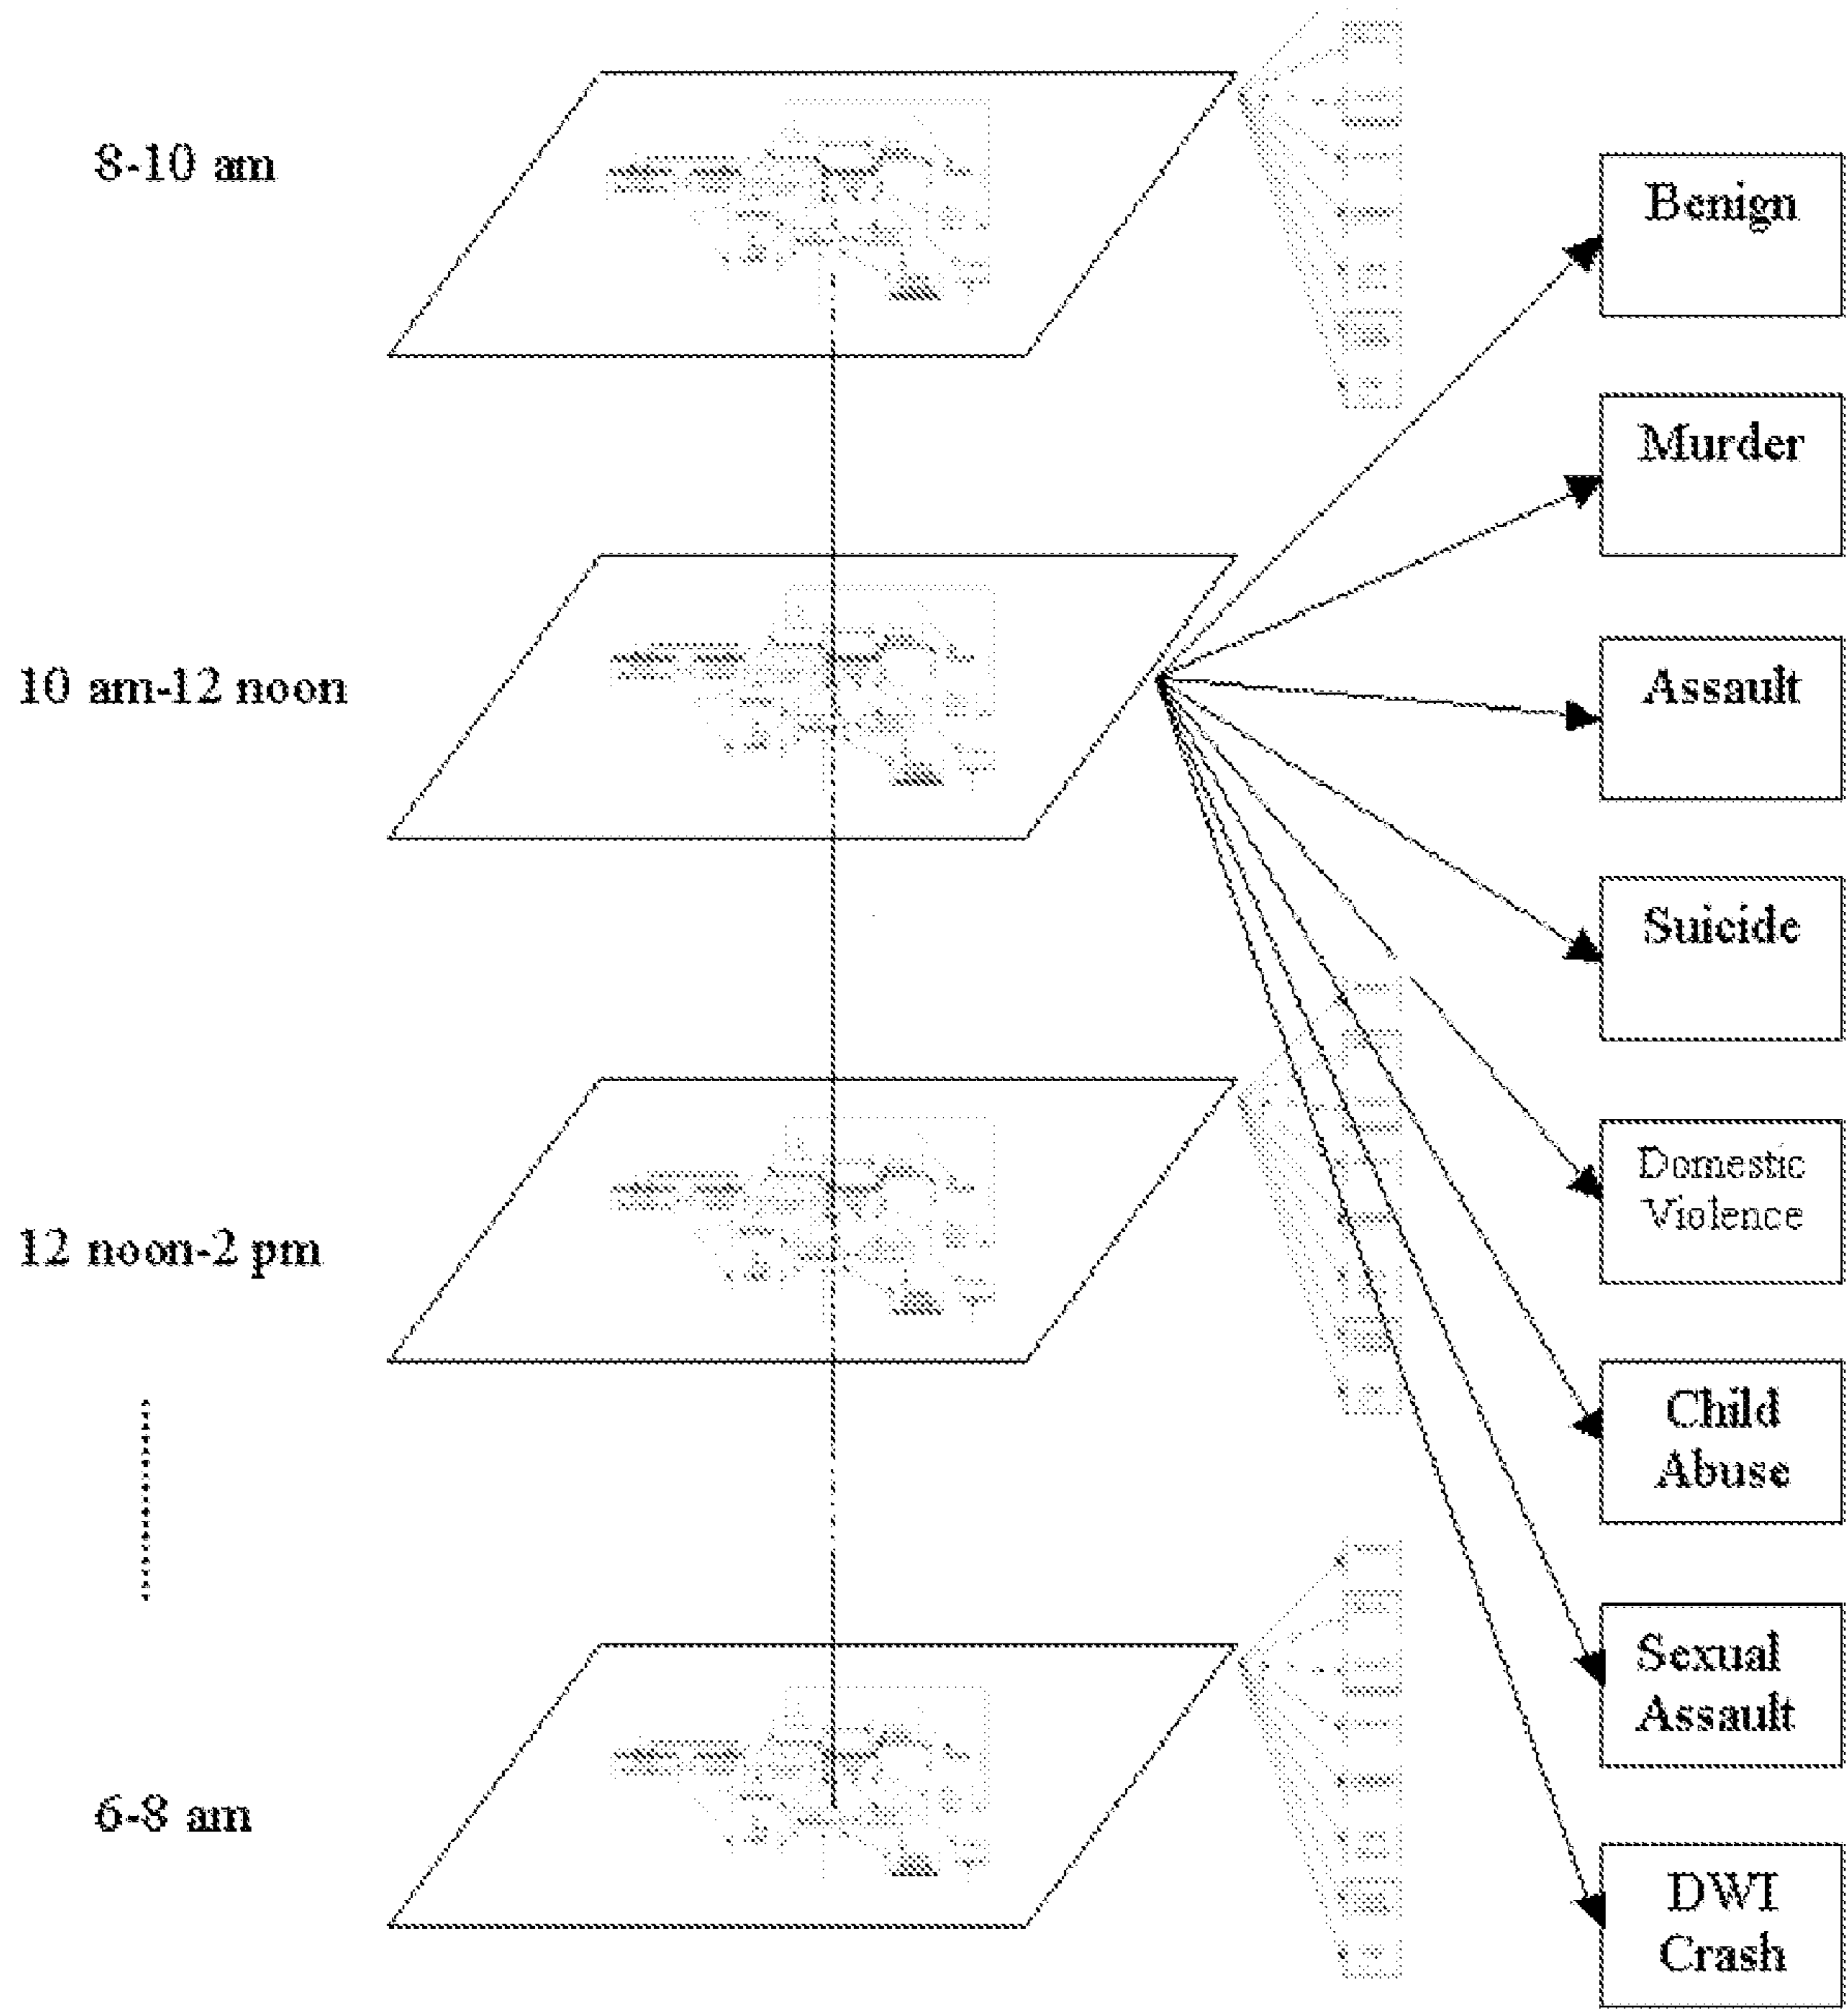 8-10 am
Benign
Murder
10 am-12 noon
Assault
Suicide
Domestic
Violence
12 noon-2 pm
Child
Abuse
Sexual
Assault
6-8 am
DWI
Crash